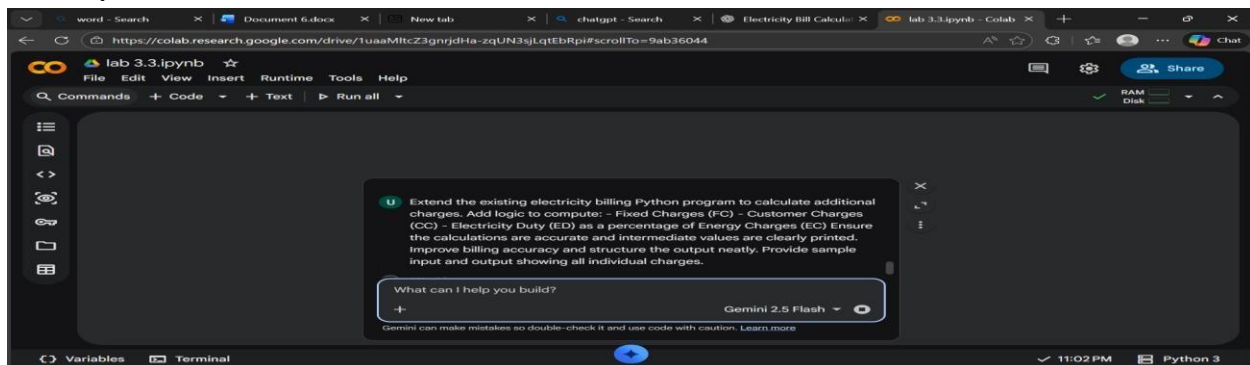 word - Search
Document 6.docx
New tab
chatgpt - Search
Electricity Bill Calculat
lab 3.3.ipynb - Colab
https://colab.research.google.com/drive/1uaaMltcZ3gnrjdHa-zqUN3sjLqtEbRpi#scrollTo=9ab36044
Chat
lab 3.3.ipynb
File Edit View Insert Runtime Tools Help
Share
Commands + Code + Text Run all
RAM
Disk
U
Extend the existing electricity billing Python program to calculate additional
charges. Add logic to compute: - Fixed Charges (FC) - Customer Charges
(CC) - Electricity Duty (ED) as a percentage of Energy Charges (EC) Ensure
the calculations are accurate and intermediate values are clearly printed.
Improve billing accuracy and structure the output neatly. Provide sample
input and output showing all individual charges.
What can I help you build?
+ Gemini 2.5 Flash
Gemini can make mistakes so double-check it and use code with caution. Learn more
Variables Terminal
11:02 PM Python 3